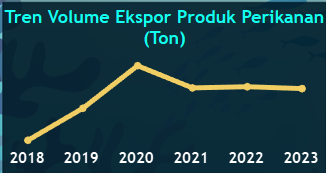 Tren Volume Ekspor Produk Perikanan
(Ton)
2018 2019 2020 2021 2022 2023